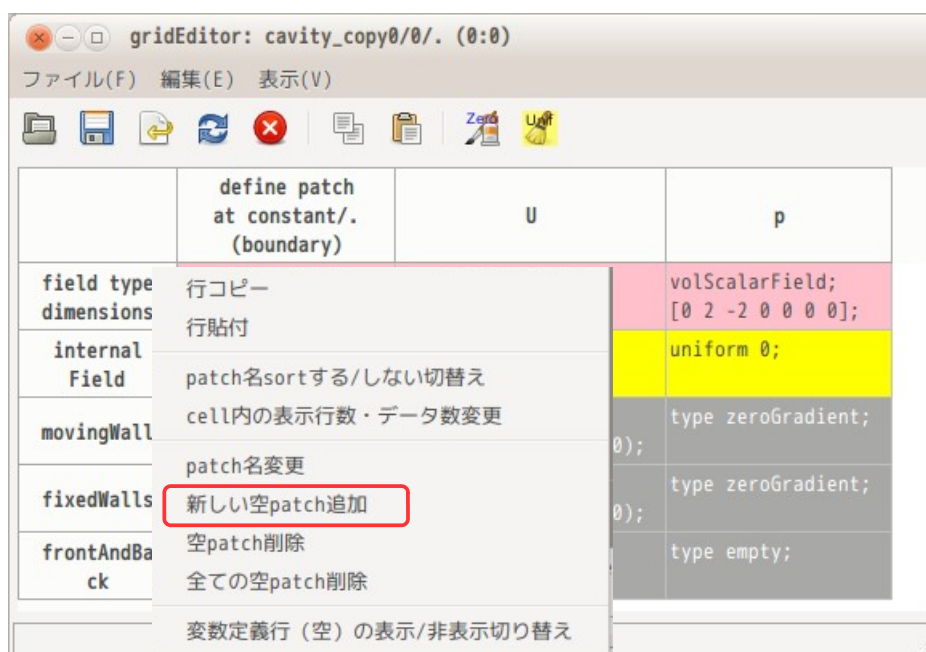 gridEditor: cavity_copy0/0/. (0:0)
ファイル(F) 編集(E) 表示(V)
Zero
Unif
define patch
at constant/.
(boundary)
U
p
field type
dimensions
volScalarField;
[0 2 -2 0 0 0 0];
internal
Field
uniform 0;
movingWall
0);
type zeroGradient;
fixedWalls
0);
type zeroGradient;
frontAndBa
ck
type empty;
行コピー
行貼付
patch名sortする/しない切替え
cell内の表示行数・データ数変更
patch名変更
新しい空patch追加
空patch削除
全ての空patch削除
変数定義行（空）の表示/非表示切り替え